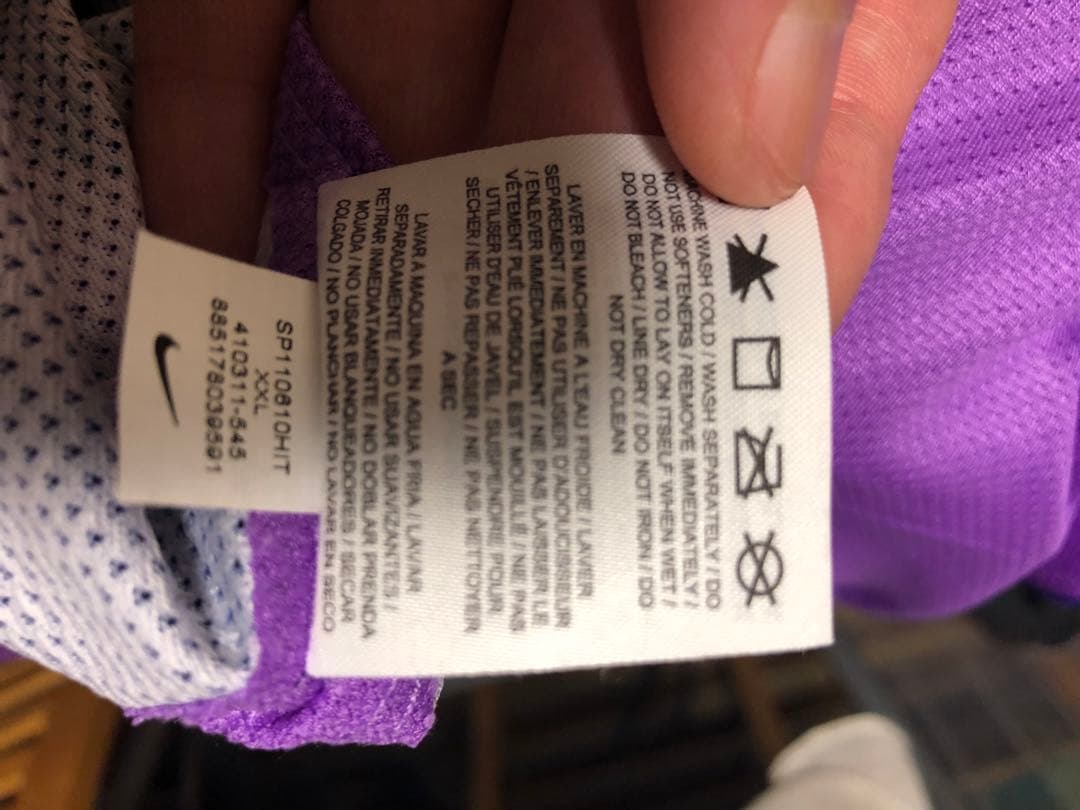 MACHINE WASH COLD / WASH SEPARATELY / DO
NOT USE SOFTENERS / REMOVE IMMEDIATELY /
DO NOT ALLOW TO LAY ON ITSELF WHEN WET /
DO NOT BLEACH / LINE DRY / DO NOT IRON / DO
NOT DRY CLEAN
LAVER EN MACHINE A L'EAU FROIDIE / LAVER
SEPAREMENT / NE PAS UTILISER D'ADOUCISSEUR
/ ENLEVER IMMEDIATEMENT / NE PAS LAISSER LE
VÊTEMENT PLIÉ LORSQU'IL EST MOUILLÉ / NE PAS
UTILISER D'EAU DE JAVEL / SUSPENDRE POUR
SECHER / NE PAS REPASSER / NE PAS NETTOYER
A SEC
LAVAR A MAQUINA EN AGUA FRIA / LAVAR
SEPARADAMENTE / NO USAR SUAVIZANTES /
RETIRAR INMEDIATAMENTE / NO DOBLAR PRENDA
MOJADA / NO USAR BLANQUEADORES / SECAR
COLGADO / NO PLANCHAR / NO LAVAR EN SECO
SP110810HIT
XXL
410311-545
885178039591